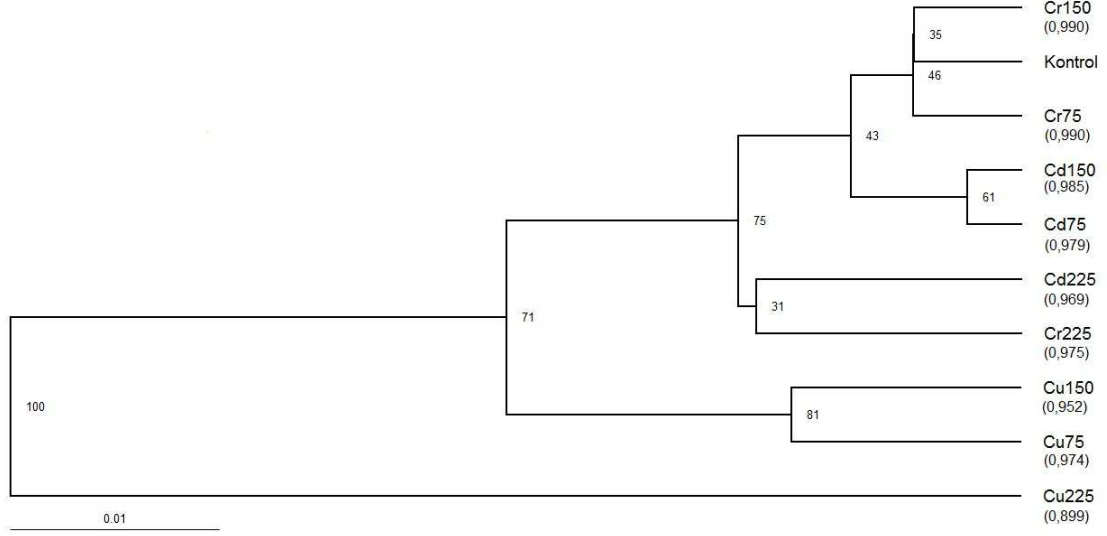 Cr150
(0,990)
35
Kontrol
46
Cr75
(0,990)
43
Cd150
(0,985)
61
Cd75
(0,979)
75
Cd225
(0,969)
31
Cr225
(0,975)
71
Cu150
(0,952)
100
81
Cu75
(0,974)
Cu225
(0,899)
0.01